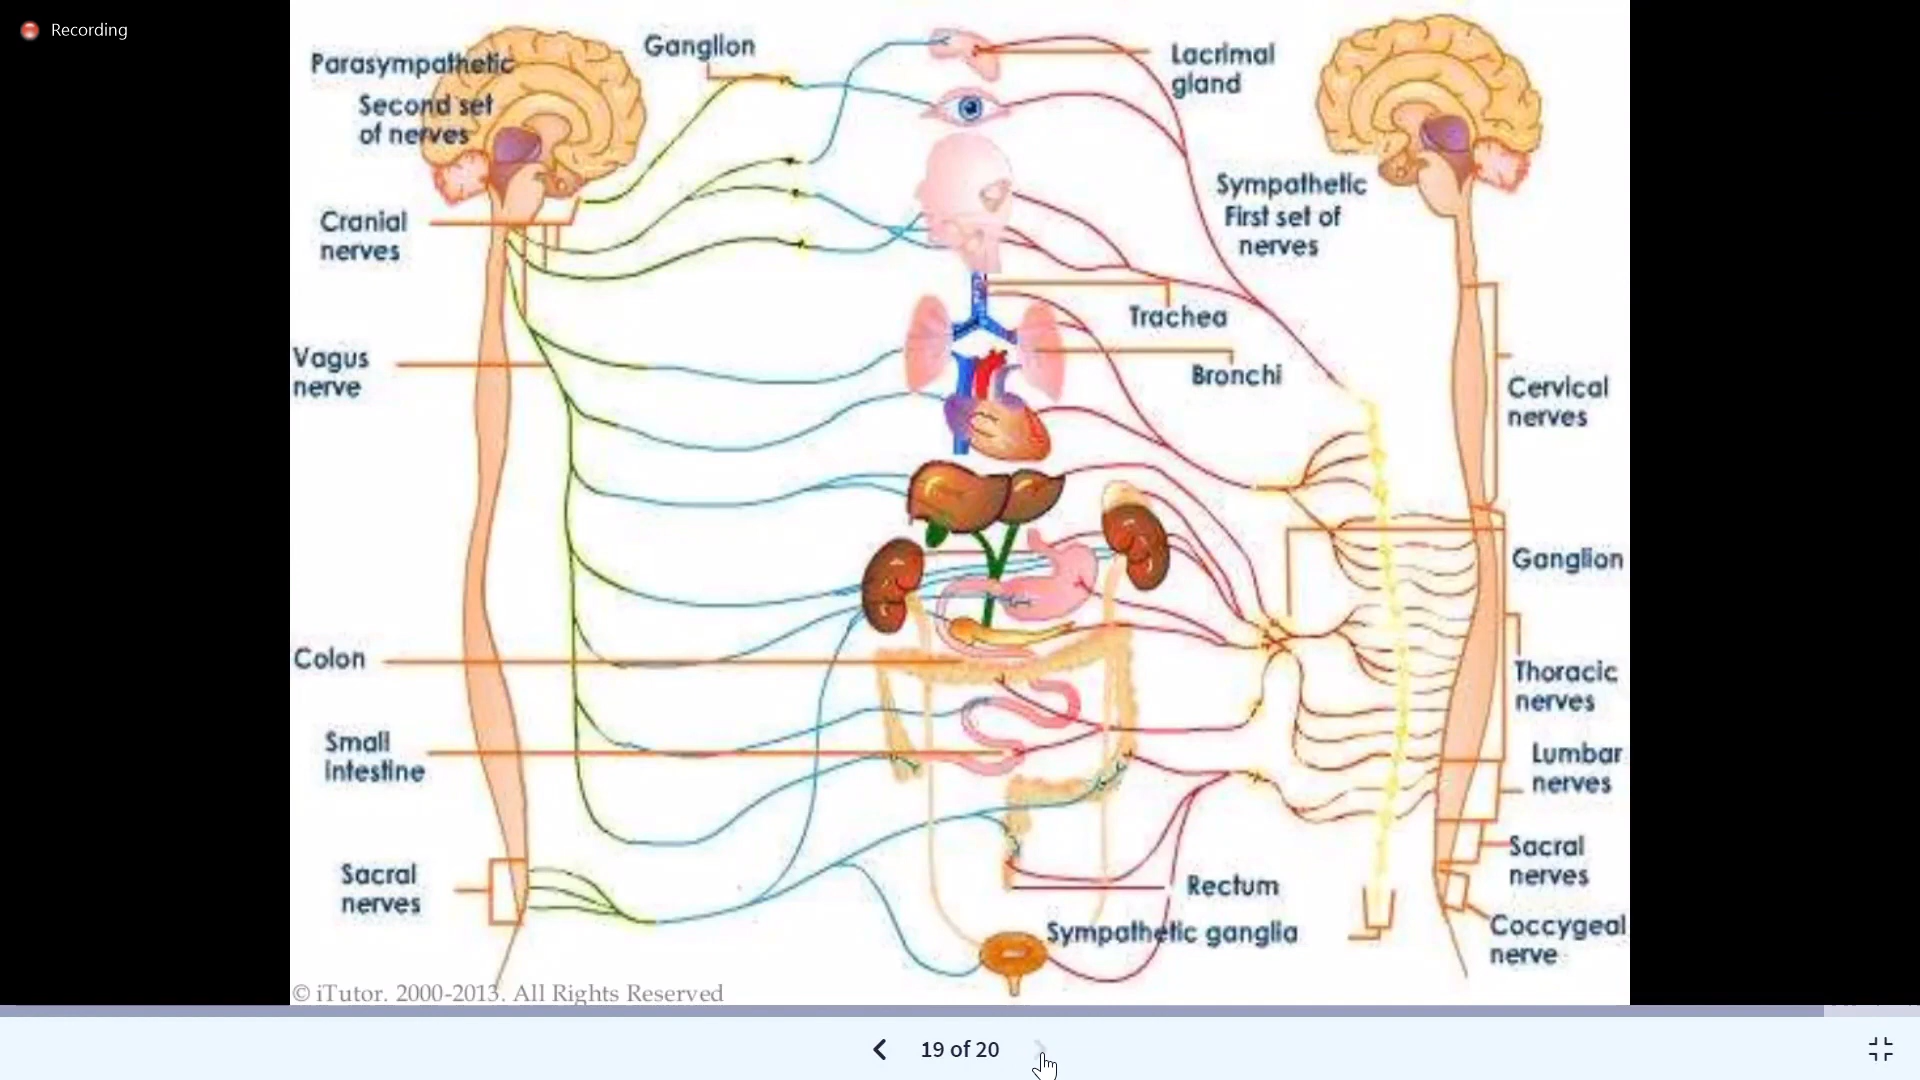 Recording
Parasympathetic
Second set
of nerves
Ganglion
Lacrimal
gland
Sympathetic
First set of
nerves
Cranial
nerves
Trachea
Vagus
nerve
Bronchi
Cervical
nerves
Ganglion
Colon
Thoracic
nerves
Small
intestine
Lumbar
nerves
Sacral
nerves
Sacral
nerves
Rectum
Sympathetic ganglia
Coccygeal
nerve
© iTutor. 2000-2013. All Rights Reserved
19 of 20